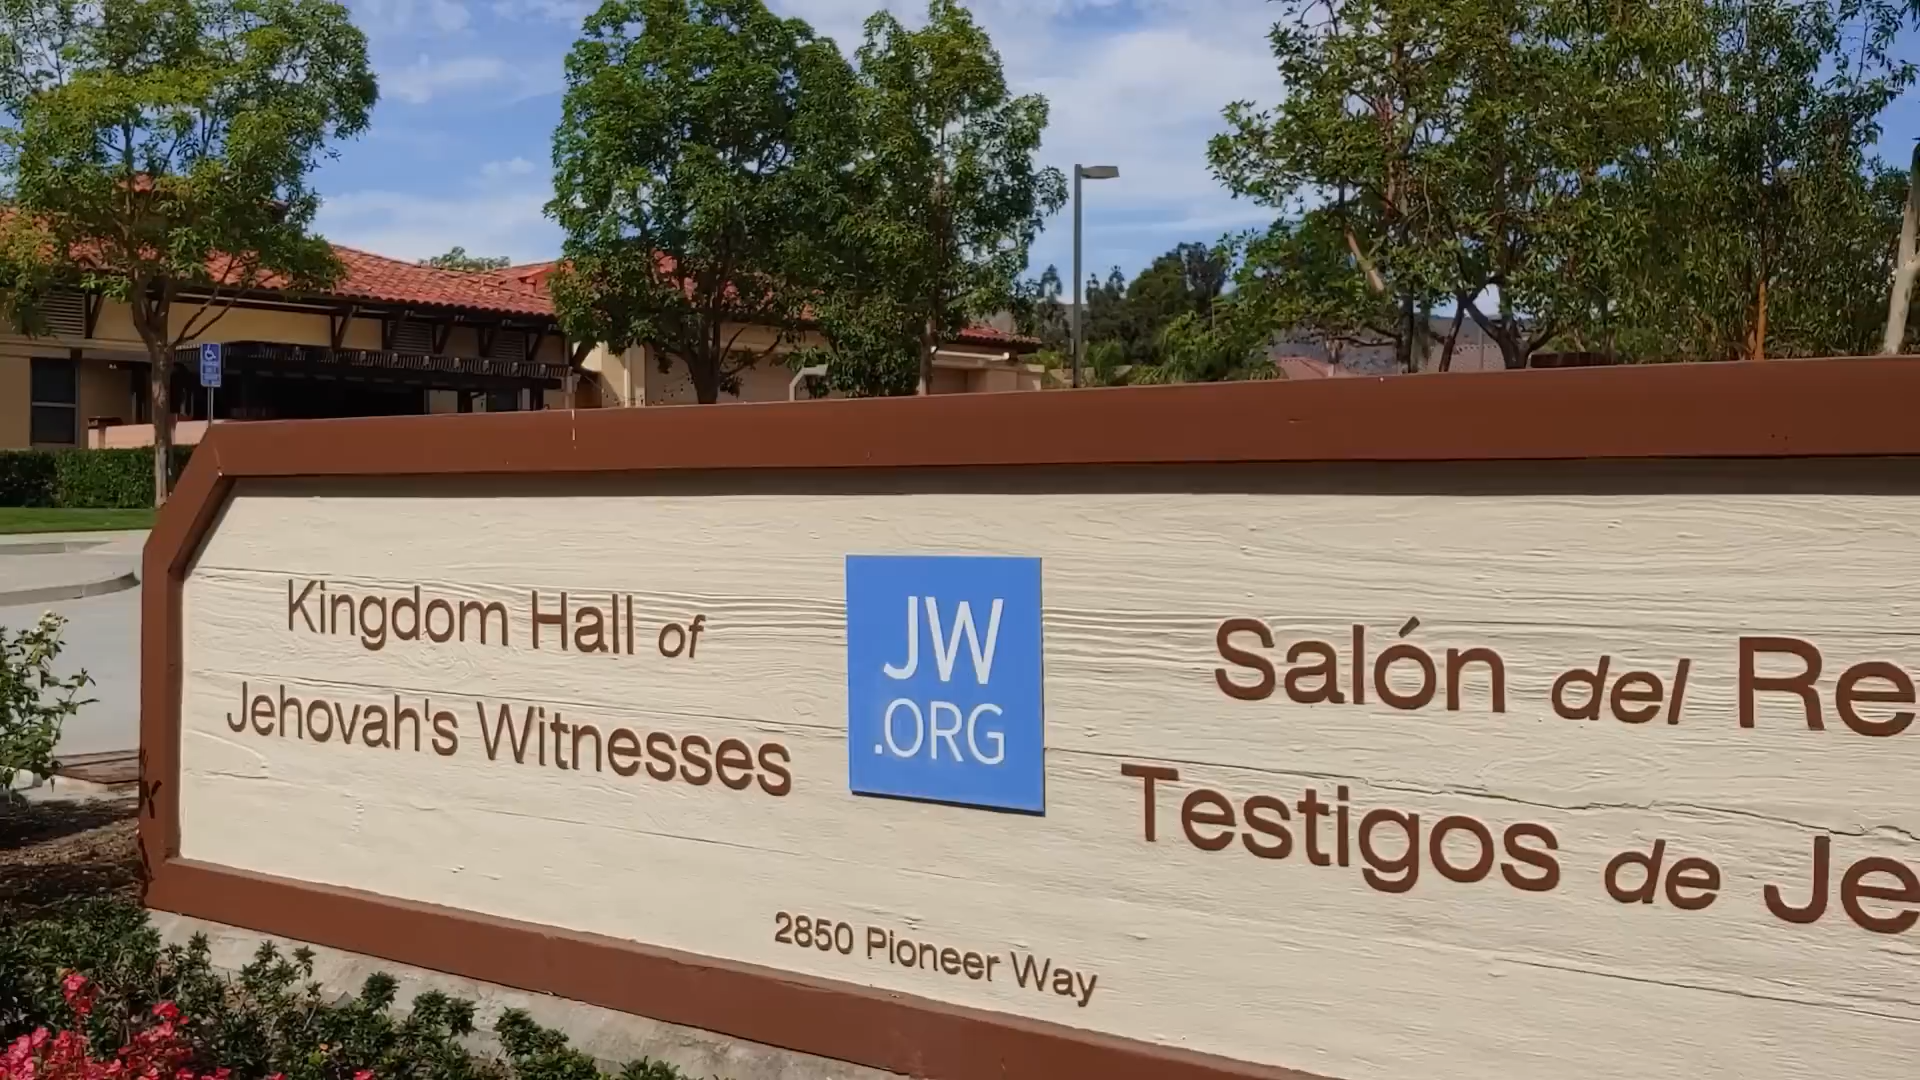 Kingdom Hall of
Jehovah's Witnesses
JW
.ORG
Salón del Re
Testigos de Je
2850 Pioneer Way